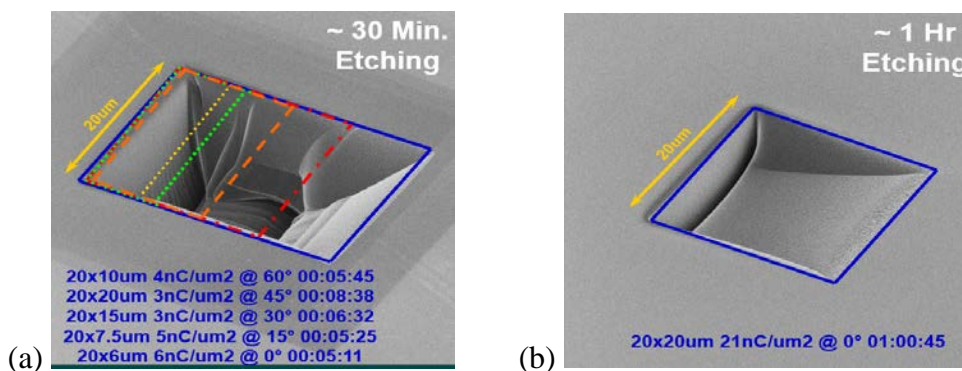 ~ 30 Min.
Etching
20um
20x10um 4nC/um2 @ 60° 00:05:45
20x20um 3nC/um2 @ 45° 00:08:38
20x15um 3nC/um2 @ 30° 00:06:32
20x7.5um 5nC/um2 @ 15° 00:05:25
20x6um 6nC/um2 @ 0° 00:05:11
(a)
~ 1 Hr
Etching
20um
20x20um 21nC/um2 @ 0° 01:00:45
(b)